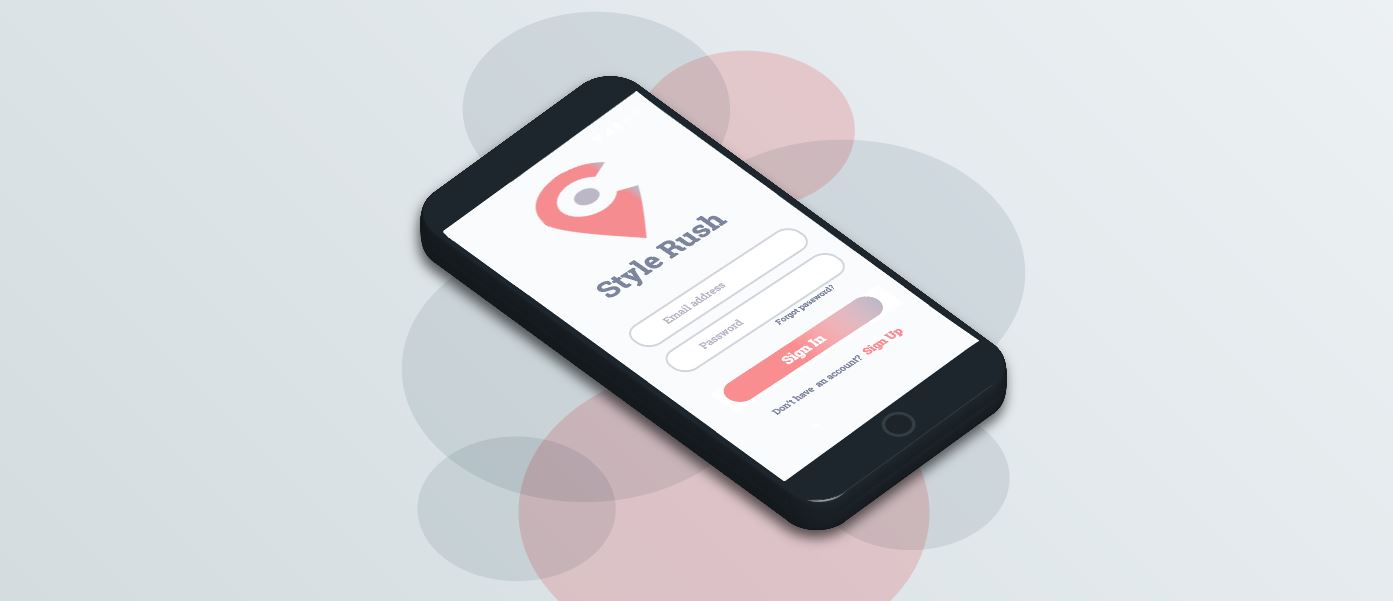 Style Rush
Email address
Password
Forgot password?
Sign In
Don't have an account? Sign Up